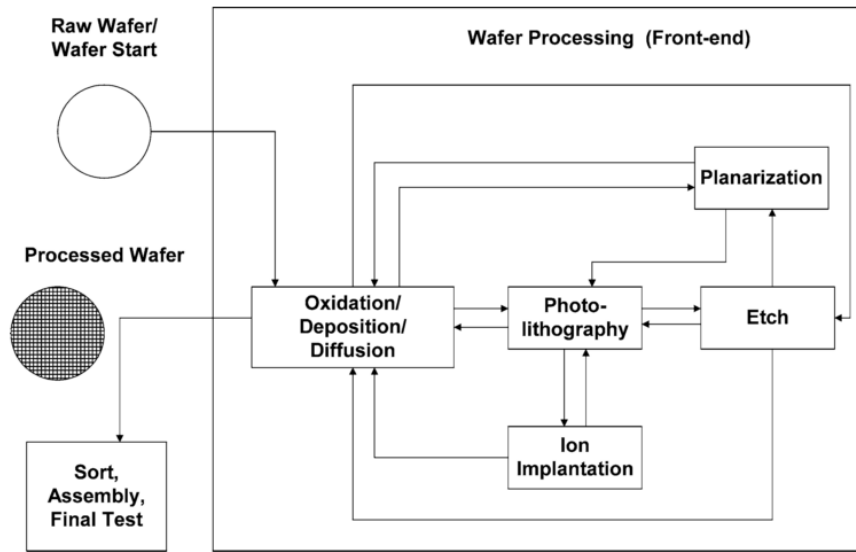 Raw Wafer/
Wafer Start
Wafer Processing (Front-end)
Planarization
Processed Wafer
Oxidation/
Deposition/
Diffusion
Photo-
lithography
Etch
Ion
Implantation
Sort,
Assembly,
Final Test